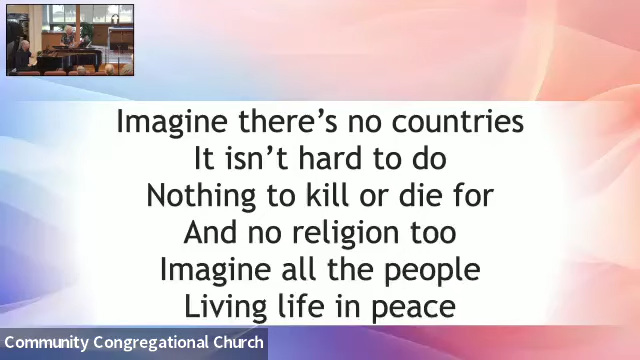 Imagine there's no countries
It isn't hard to do
Nothing to kill or die for
And no religion too
Imagine all the people
Living life in peace
Community Congregational Church